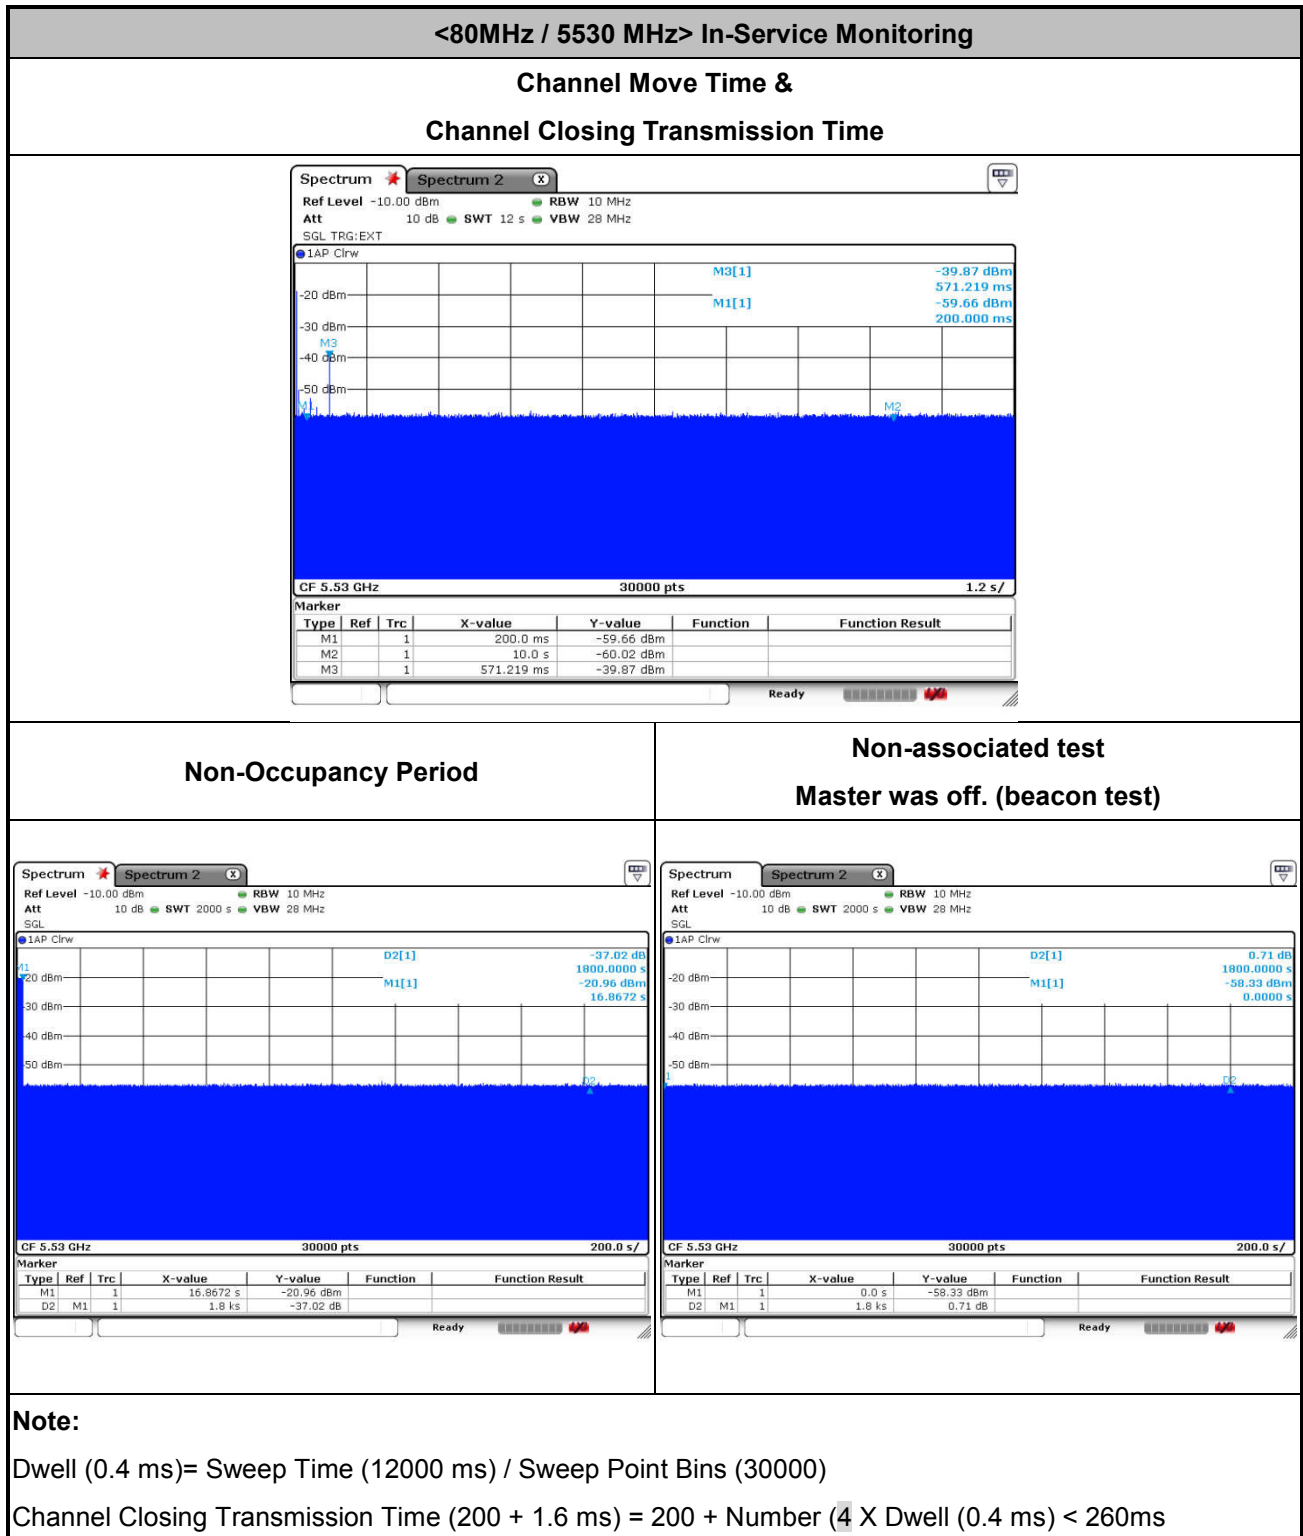 <80MHz / 5530 MHz> In-Service Monitoring
Channel Move Time &
Channel Closing Transmission Time
Spectrum Spectrum 2 X
Ref Level -10.00 dBm RBW 10 MHz
Att 10 dB SWT 12 s VBW 28 MHz
SGL TRG:EXT
1AP Clrw
M3[1] -39.87 dBm
571.219 ms
-20 dBm
M1[1] -59.66 dBm
200.000 ms
-30 dBm
M3
-40 dBm
-50 dBm
M1 M2
CF 5.53 GHz 30000 pts 1.2 s/
Marker
Type Ref Trc X-value Y-value Function Function Result
M1 1 200.0 ms -59.66 dBm
M2 1 10.0 s -60.02 dBm
M3 1 571.219 ms -39.87 dBm
Ready
Non-Occupancy Period
Non-associated test
Master was off. (beacon test)
Spectrum Spectrum 2 X
Ref Level -10.00 dBm RBW 10 MHz
Att 10 dB SWT 2000 s VBW 28 MHz
SGL
1AP Clrw
D2[1] -37.02 dB
1800.0000 s
M1
-20 dBm
M1[1] -20.96 dBm
16.8672 s
-30 dBm
-40 dBm
-50 dBm
D2
CF 5.53 GHz 30000 pts 200.0 s/
Marker
Type Ref Trc X-value Y-value Function Function Result
M1 1 16.8672 s -20.96 dBm
D2 M1 1 1.8 ks -37.02 dB
Ready
Spectrum Spectrum 2 X
Ref Level -10.00 dBm RBW 10 MHz
Att 10 dB SWT 2000 s VBW 28 MHz
SGL
1AP Clrw
D2[1] 0.71 dB
1800.0000 s
-20 dBm
M1[1] -58.33 dBm
0.0000 s
-30 dBm
-40 dBm
-50 dBm
1 D2
CF 5.53 GHz 30000 pts 200.0 s/
Marker
Type Ref Trc X-value Y-value Function Function Result
M1 1 0.0 s -58.33 dBm
D2 M1 1 1.8 ks 0.71 dB
Ready
Note:
Dwell (0.4 ms)= Sweep Time (12000 ms) / Sweep Point Bins (30000)
Channel Closing Transmission Time (200 + 1.6 ms) = 200 + Number (4 X Dwell (0.4 ms) < 260ms